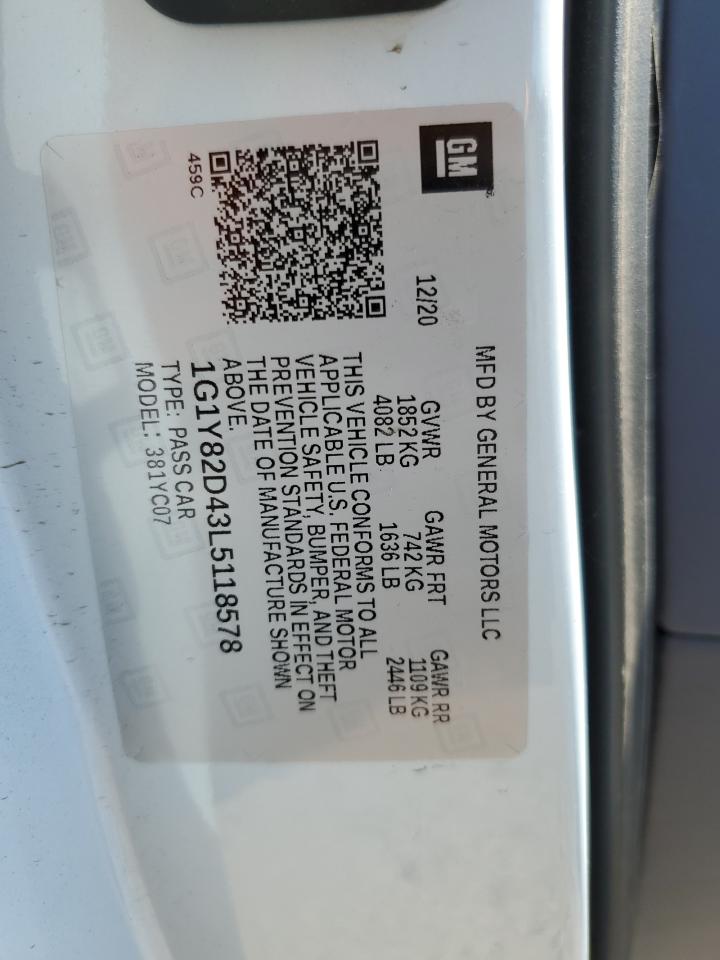 GM
MFD BY GENERAL MOTORS LLC
12/20
GVWR GAWR FRT GAWR RR
1852 KG 742 KG 1109 KG
4082 LB 1636 LB 2446 LB
THIS VEHICLE CONFORMS TO ALL
APPLICABLE U.S. FEDERAL MOTOR
VEHICLE SAFETY, BUMPER, AND THEFT
PREVENTION STANDARDS IN EFFECT ON
THE DATE OF MANUFACTURE SHOWN
ABOVE.
1G1Y82D43L5118578
TYPE: PASS CAR
MODEL: 381YC07
459C